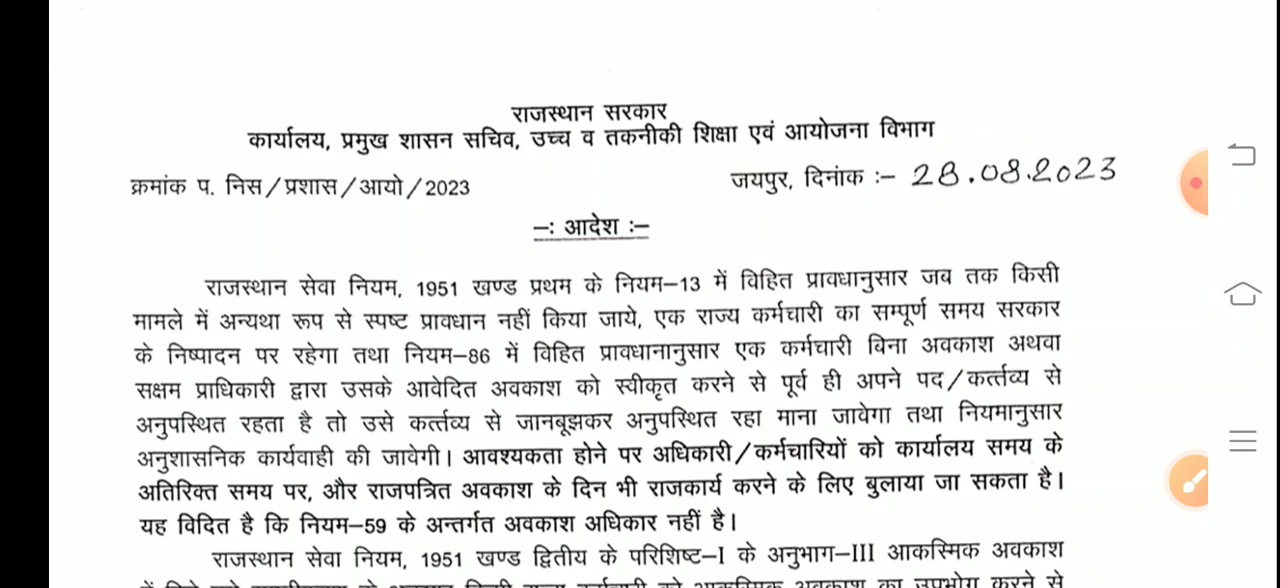 राजस्थान सरकार
कार्यालय, प्रमुख शासन सचिव, उच्च व तकनीकी शिक्षा एवं आयोजना विभाग
क्रमांक प. निस/प्रशास/आयो/2023 जयपुर, दिनांक :– 28.08.2023
–: आदेश :–
राजस्थान सेवा नियम, 1951 खण्ड प्रथम के नियम–13 में विहित प्रावधानुसार जब तक किसी
मामले में अन्यथा रूप से स्पष्ट प्रावधान नहीं किया जाये, एक राज्य कर्मचारी का सम्पूर्ण समय सरकार
के निष्पादन पर रहेगा तथा नियम–86 में विहित प्रावधानानुसार एक कर्मचारी बिना अवकाश अथवा
सक्षम प्राधिकारी द्वारा उसके आवेदित अवकाश को स्वीकृत करने से पूर्व ही अपने पद/कर्त्तव्य से
अनुपस्थित रहता है तो उसे कर्त्तव्य से जानबूझकर अनुपस्थित रहा माना जावेगा तथा नियमानुसार
अनुशासनिक कार्यवाही की जावेगी। आवश्यकता होने पर अधिकारी/कर्मचारियों को कार्यालय समय के
अतिरिक्त समय पर, और राजपत्रित अवकाश के दिन भी राजकार्य करने के लिए बुलाया जा सकता है।
यह विदित है कि नियम–59 के अन्तर्गत अवकाश अधिकार नहीं है।
राजस्थान सेवा नियम, 1951 खण्ड द्वितीय के परिशिष्ट–I के अनुभाग–III आकस्मिक अवकाश